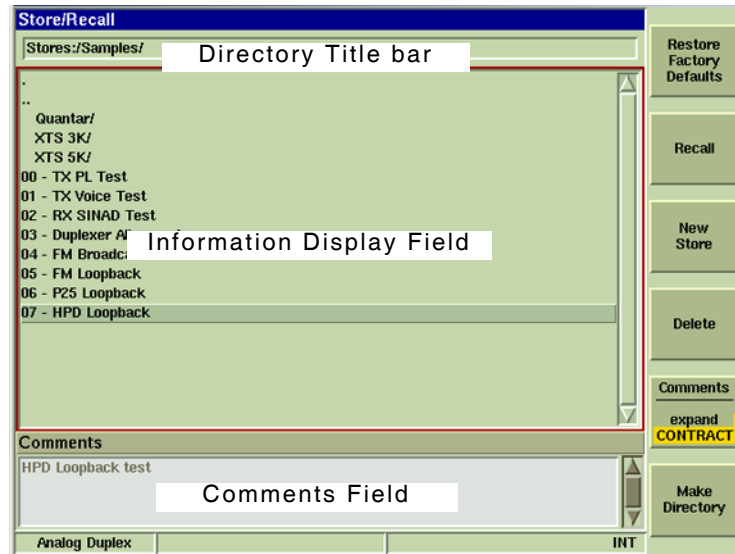 Store/Recall
Stores:/Samples/
Directory Title bar
.
..
Quantar/
XTS 3K/
XTS 5K/
00 - TX PL Test
01 - TX Voice Test
02 - RX SINAD Test
03 - Duplexer
Information Display Field
04 - FM
05 - FM Loopback
06 - P25 Loopback
07 - HPD Loopback
Comments
HPD Loopback test
Comments Field
Analog Duplex
INT
Restore
Factory
Defaults
Recall
New
Store
Delete
Comments
expand
CONTRACT
Make
Directory